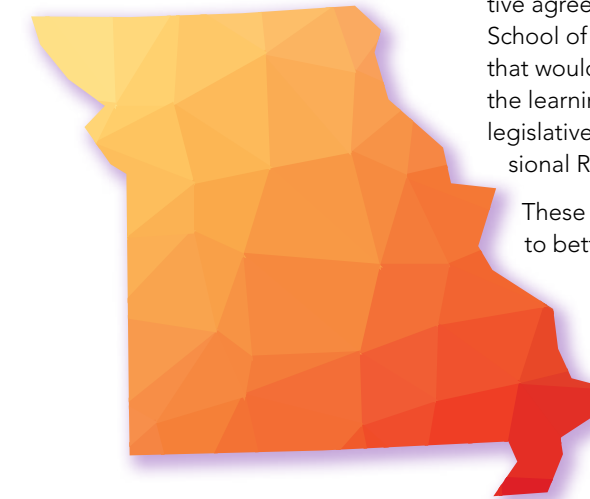 tive agree
School of
that would
the learnin
legislative
sional R
These
to bett